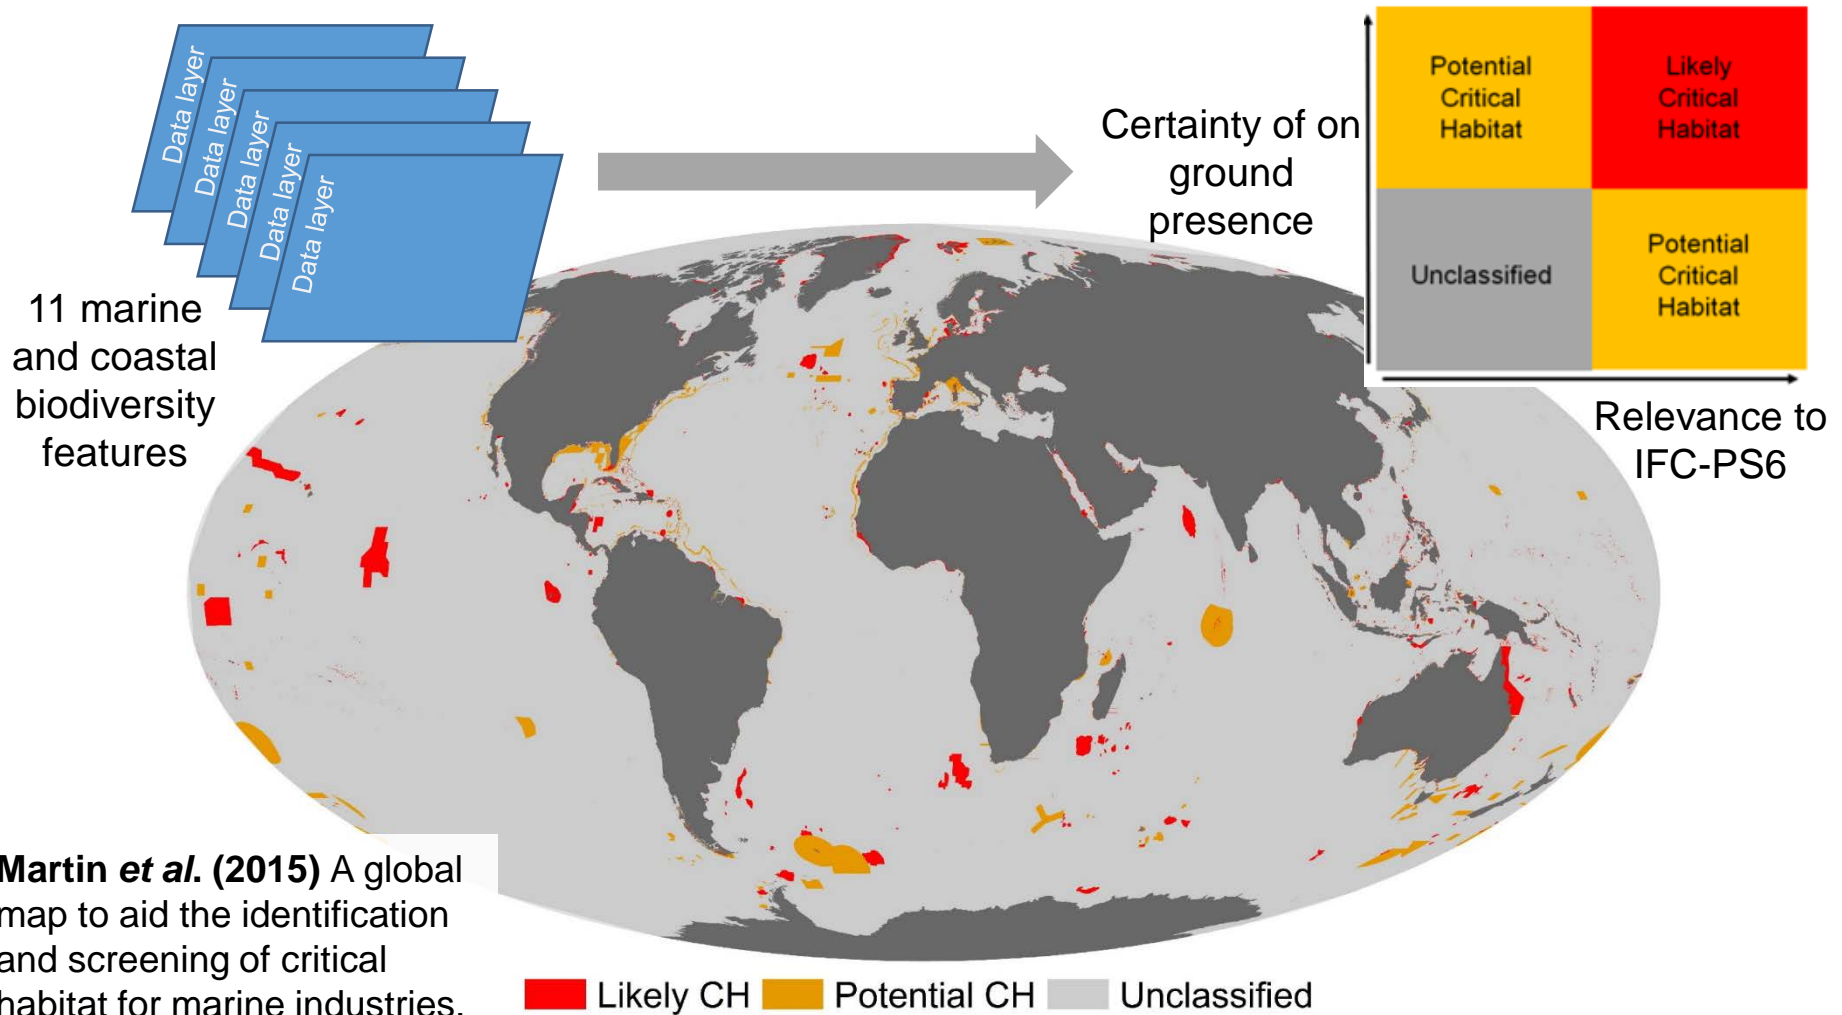 Data layer
Data layer
Data layer
Data layer
Data layer
11 marine
and coastal
biodiversity
features
Certainty of on
ground
presence
Potential
Critical
Habitat
Likely
Critical
Habitat
Unclassified
Potential
Critical
Habitat
Relevance to
IFC-PS6
Martin et al. (2015) A global
map to aid the identification
and screening of critical
habitat for marine industries.
Likely CH
Potential CH
Unclassified